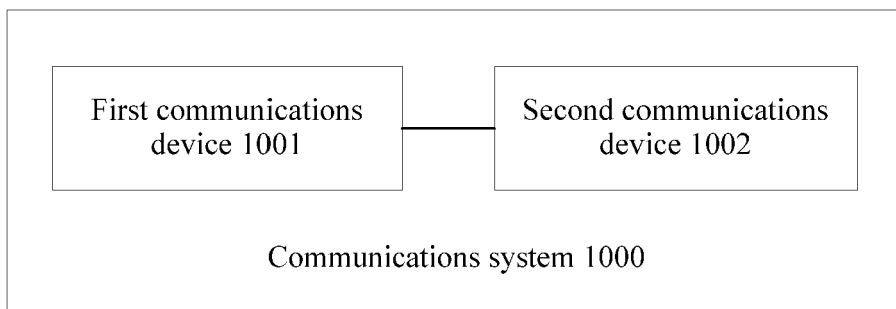 First communications
device 1001
Second communications
device 1002
Communications system 1000